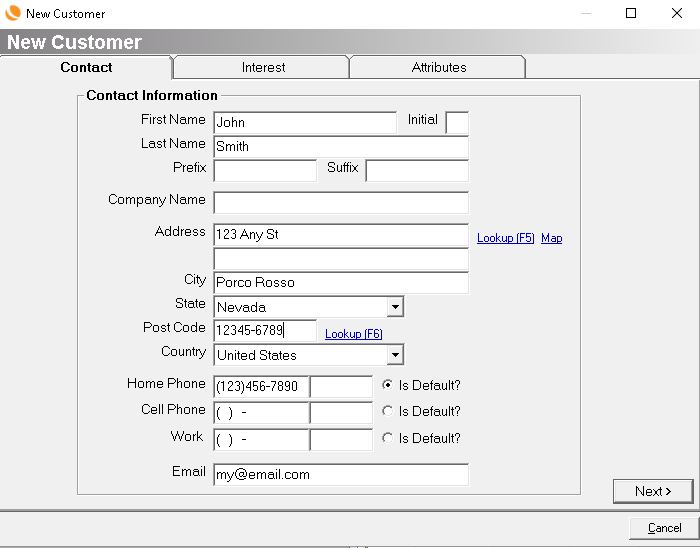 New Customer
New Customer
Contact Interest Attributes
Contact Information
First Name John Initial
Last Name Smith
Prefix Suffix
Company Name
Address 123 Any St Lookup (F5) Map
City Porco Rosso
State Nevada
Post Code 12345-6789 Lookup (F6)
Country United States
Home Phone (123)456-7890 Is Default?
Cell Phone ( ) - Is Default?
Work ( ) - Is Default?
Email my@email.com
Next >
Cancel